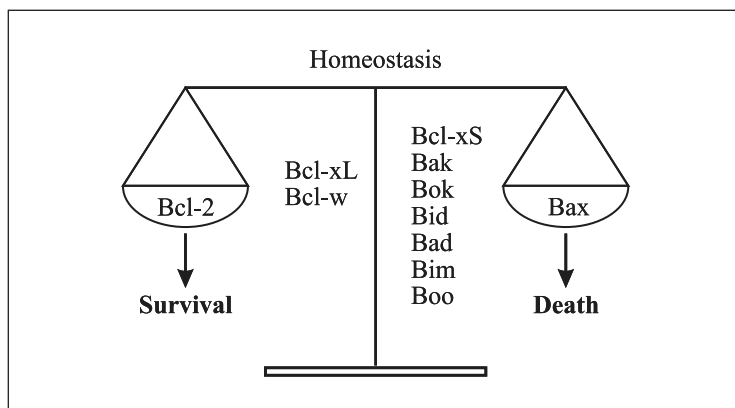 Homeostasis
Bcl-2
Survival
Bcl-xL
Bcl-w
Bcl-xS
Bak
Bok
Bid
Bad
Bim
Boo
Bax
Death